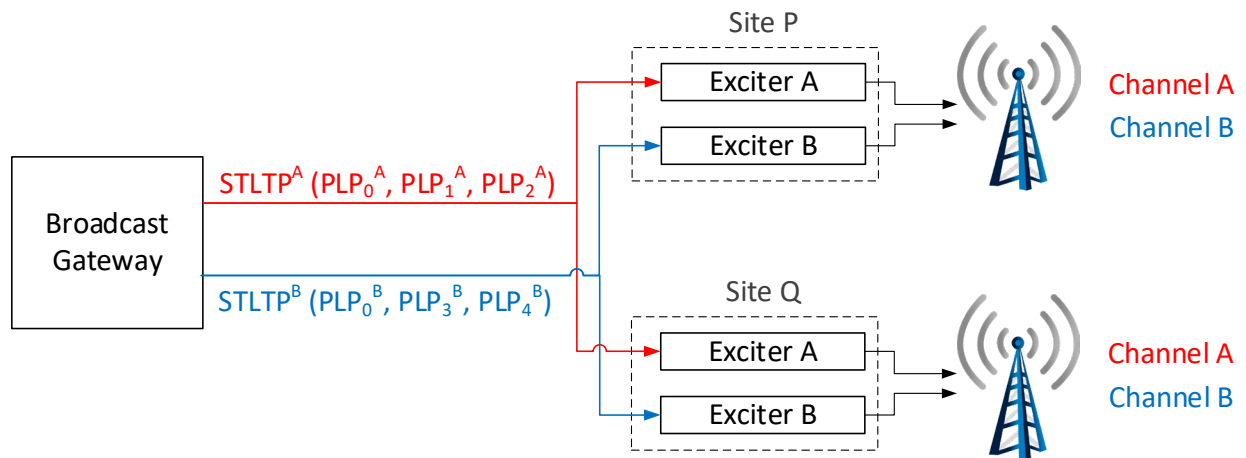 Site P
Exciter A
Exciter B
Channel A
Channel B
Broadcast
Gateway
STLTP^A (PLP_0^A, PLP_1^A, PLP_2^A)
STLTP^B (PLP_0^B, PLP_3^B, PLP_4^B)
Site Q
Exciter A
Exciter B
Channel A
Channel B